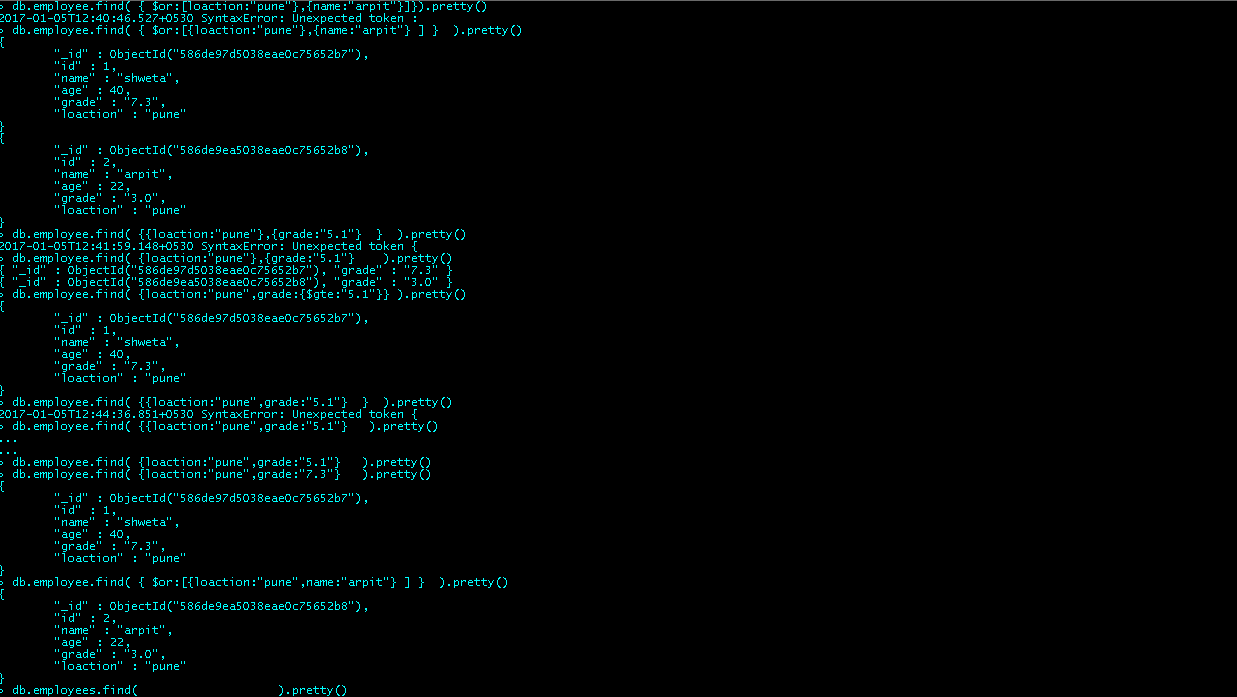 > db.employee.find( { $or:[loaction:"pune"},{name:"arpit"}]}).pretty()
2017-01-05T12:40:46.527+0530 SyntaxError: Unexpected token :
> db.employee.find( { $or:[{loaction:"pune"},{name:"arpit"} ] }  ).pretty()
{
        "_id" : ObjectId("586de97d5038eae0c75652b7"),
        "id" : 1,
        "name" : "shweta",
        "age" : 40,
        "grade" : "7.3",
        "loaction" : "pune"
}
{
        "_id" : ObjectId("586de9ea5038eae0c75652b8"),
        "id" : 2,
        "name" : "arpit",
        "age" : 22,
        "grade" : "3.0",
        "loaction" : "pune"
}
> db.employee.find( {{loaction:"pune"},{grade:"5.1"}  }  ).pretty()
2017-01-05T12:41:59.148+0530 SyntaxError: Unexpected token {
> db.employee.find( {loaction:"pune"},{grade:"5.1"}    ).pretty()
{ "_id" : ObjectId("586de97d5038eae0c75652b7"), "grade" : "7.3" }
{ "_id" : ObjectId("586de9ea5038eae0c75652b8"), "grade" : "3.0" }
> db.employee.find( {loaction:"pune",grade:{$gte:"5.1"}} ).pretty()
{
        "_id" : ObjectId("586de97d5038eae0c75652b7"),
        "id" : 1,
        "name" : "shweta",
        "age" : 40,
        "grade" : "7.3",
        "loaction" : "pune"
}
> db.employee.find( {{loaction:"pune",grade:"5.1"}  }  ).pretty()
2017-01-05T12:44:36.851+0530 SyntaxError: Unexpected token {
> db.employee.find( {{loaction:"pune",grade:"5.1"}   ).pretty()
...
...
> db.employee.find( {loaction:"pune",grade:"5.1"}   ).pretty()
> db.employee.find( {loaction:"pune",grade:"7.3"}   ).pretty()
{
        "_id" : ObjectId("586de97d5038eae0c75652b7"),
        "id" : 1,
        "name" : "shweta",
        "age" : 40,
        "grade" : "7.3",
        "loaction" : "pune"
}
> db.employee.find( { $or:[{loaction:"pune",name:"arpit"} ] }  ).pretty()
{
        "_id" : ObjectId("586de9ea5038eae0c75652b8"),
        "id" : 2,
        "name" : "arpit",
        "age" : 22,
        "grade" : "3.0",
        "loaction" : "pune"
}
> db.employees.find(                    ).pretty()